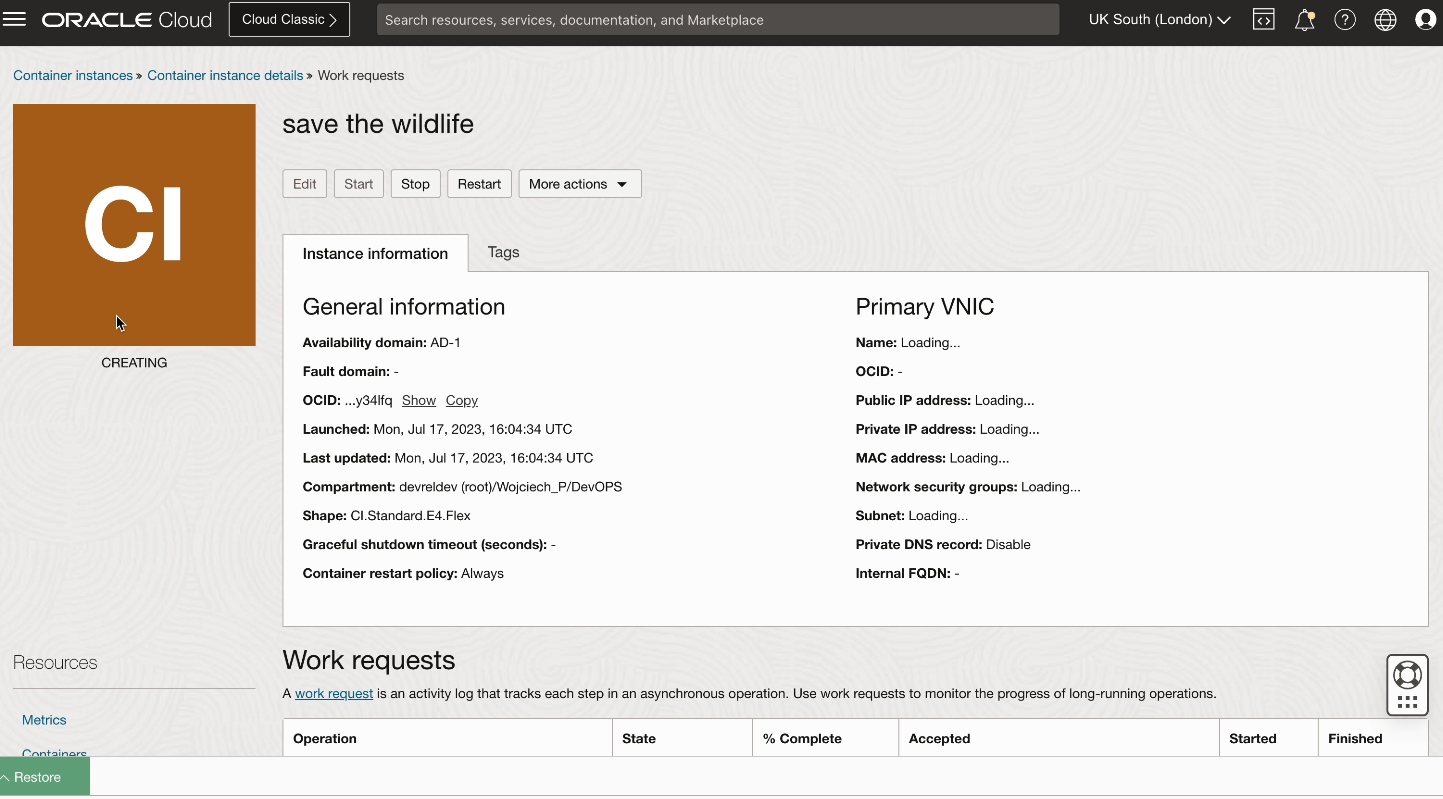 ORACLE Cloud
Cloud Classic
Search resources, services, documentation, and Marketplace
UK South (London)
Container instances » Container instance details » Work requests
CI
CREATING
save the wildlife
Edit Start Stop Restart More actions
Instance information Tags
General information
Availability domain: AD-1
Fault domain: -
OCID: ...y34lfq Show Copy
Launched: Mon, Jul 17, 2023, 16:04:34 UTC
Last updated: Mon, Jul 17, 2023, 16:04:34 UTC
Compartment: devreldev (root)/Wojciech_P/DevOPS
Shape: CI.Standard.E4.Flex
Graceful shutdown timeout (seconds): -
Container restart policy: Always
Primary VNIC
Name: Loading...
OCID: -
Public IP address: Loading...
Private IP address: Loading...
MAC address: Loading...
Network security groups: Loading...
Subnet: Loading...
Private DNS record: Disable
Internal FQDN: -
Resources
Metrics
Containers
Work requests
A work request is an activity log that tracks each step in an asynchronous operation. Use work requests to monitor the progress of long-running operations.
Operation State % Complete Accepted Started Finished
Restore